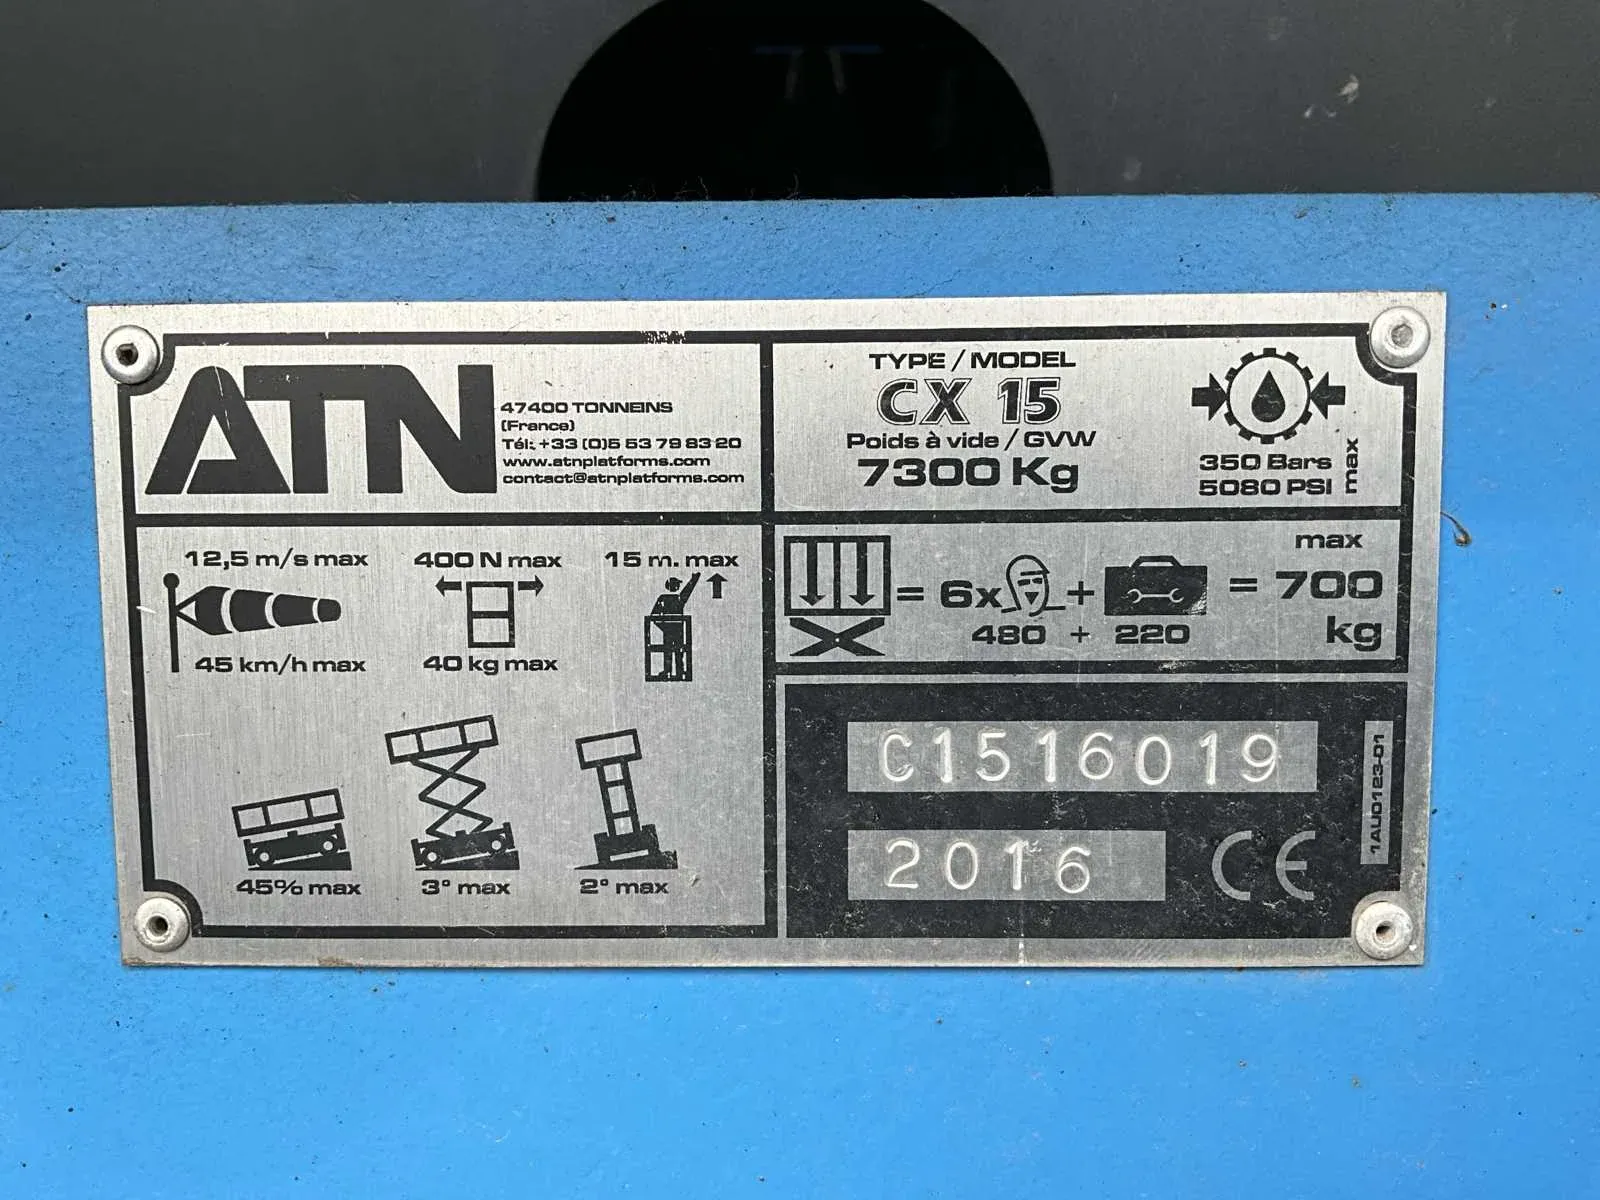 ATN
47400 TONNEINS
(France)
Tél: +33 (0)5 53 79 83 20
www.atnplatforms.com
contact@atnplatforms.com
TYPE / MODEL
CX 15
Poids à vide / GVW
7300 Kg
350 Bars
5080 PSI
max
12,5 m/s max
45 km/h max
400 N max
40 kg max
15 m. max
= 6x + = 700
max
480 + 220
kg
45% max
3° max
2° max
C1516019
2016
CE
1AU0123-01